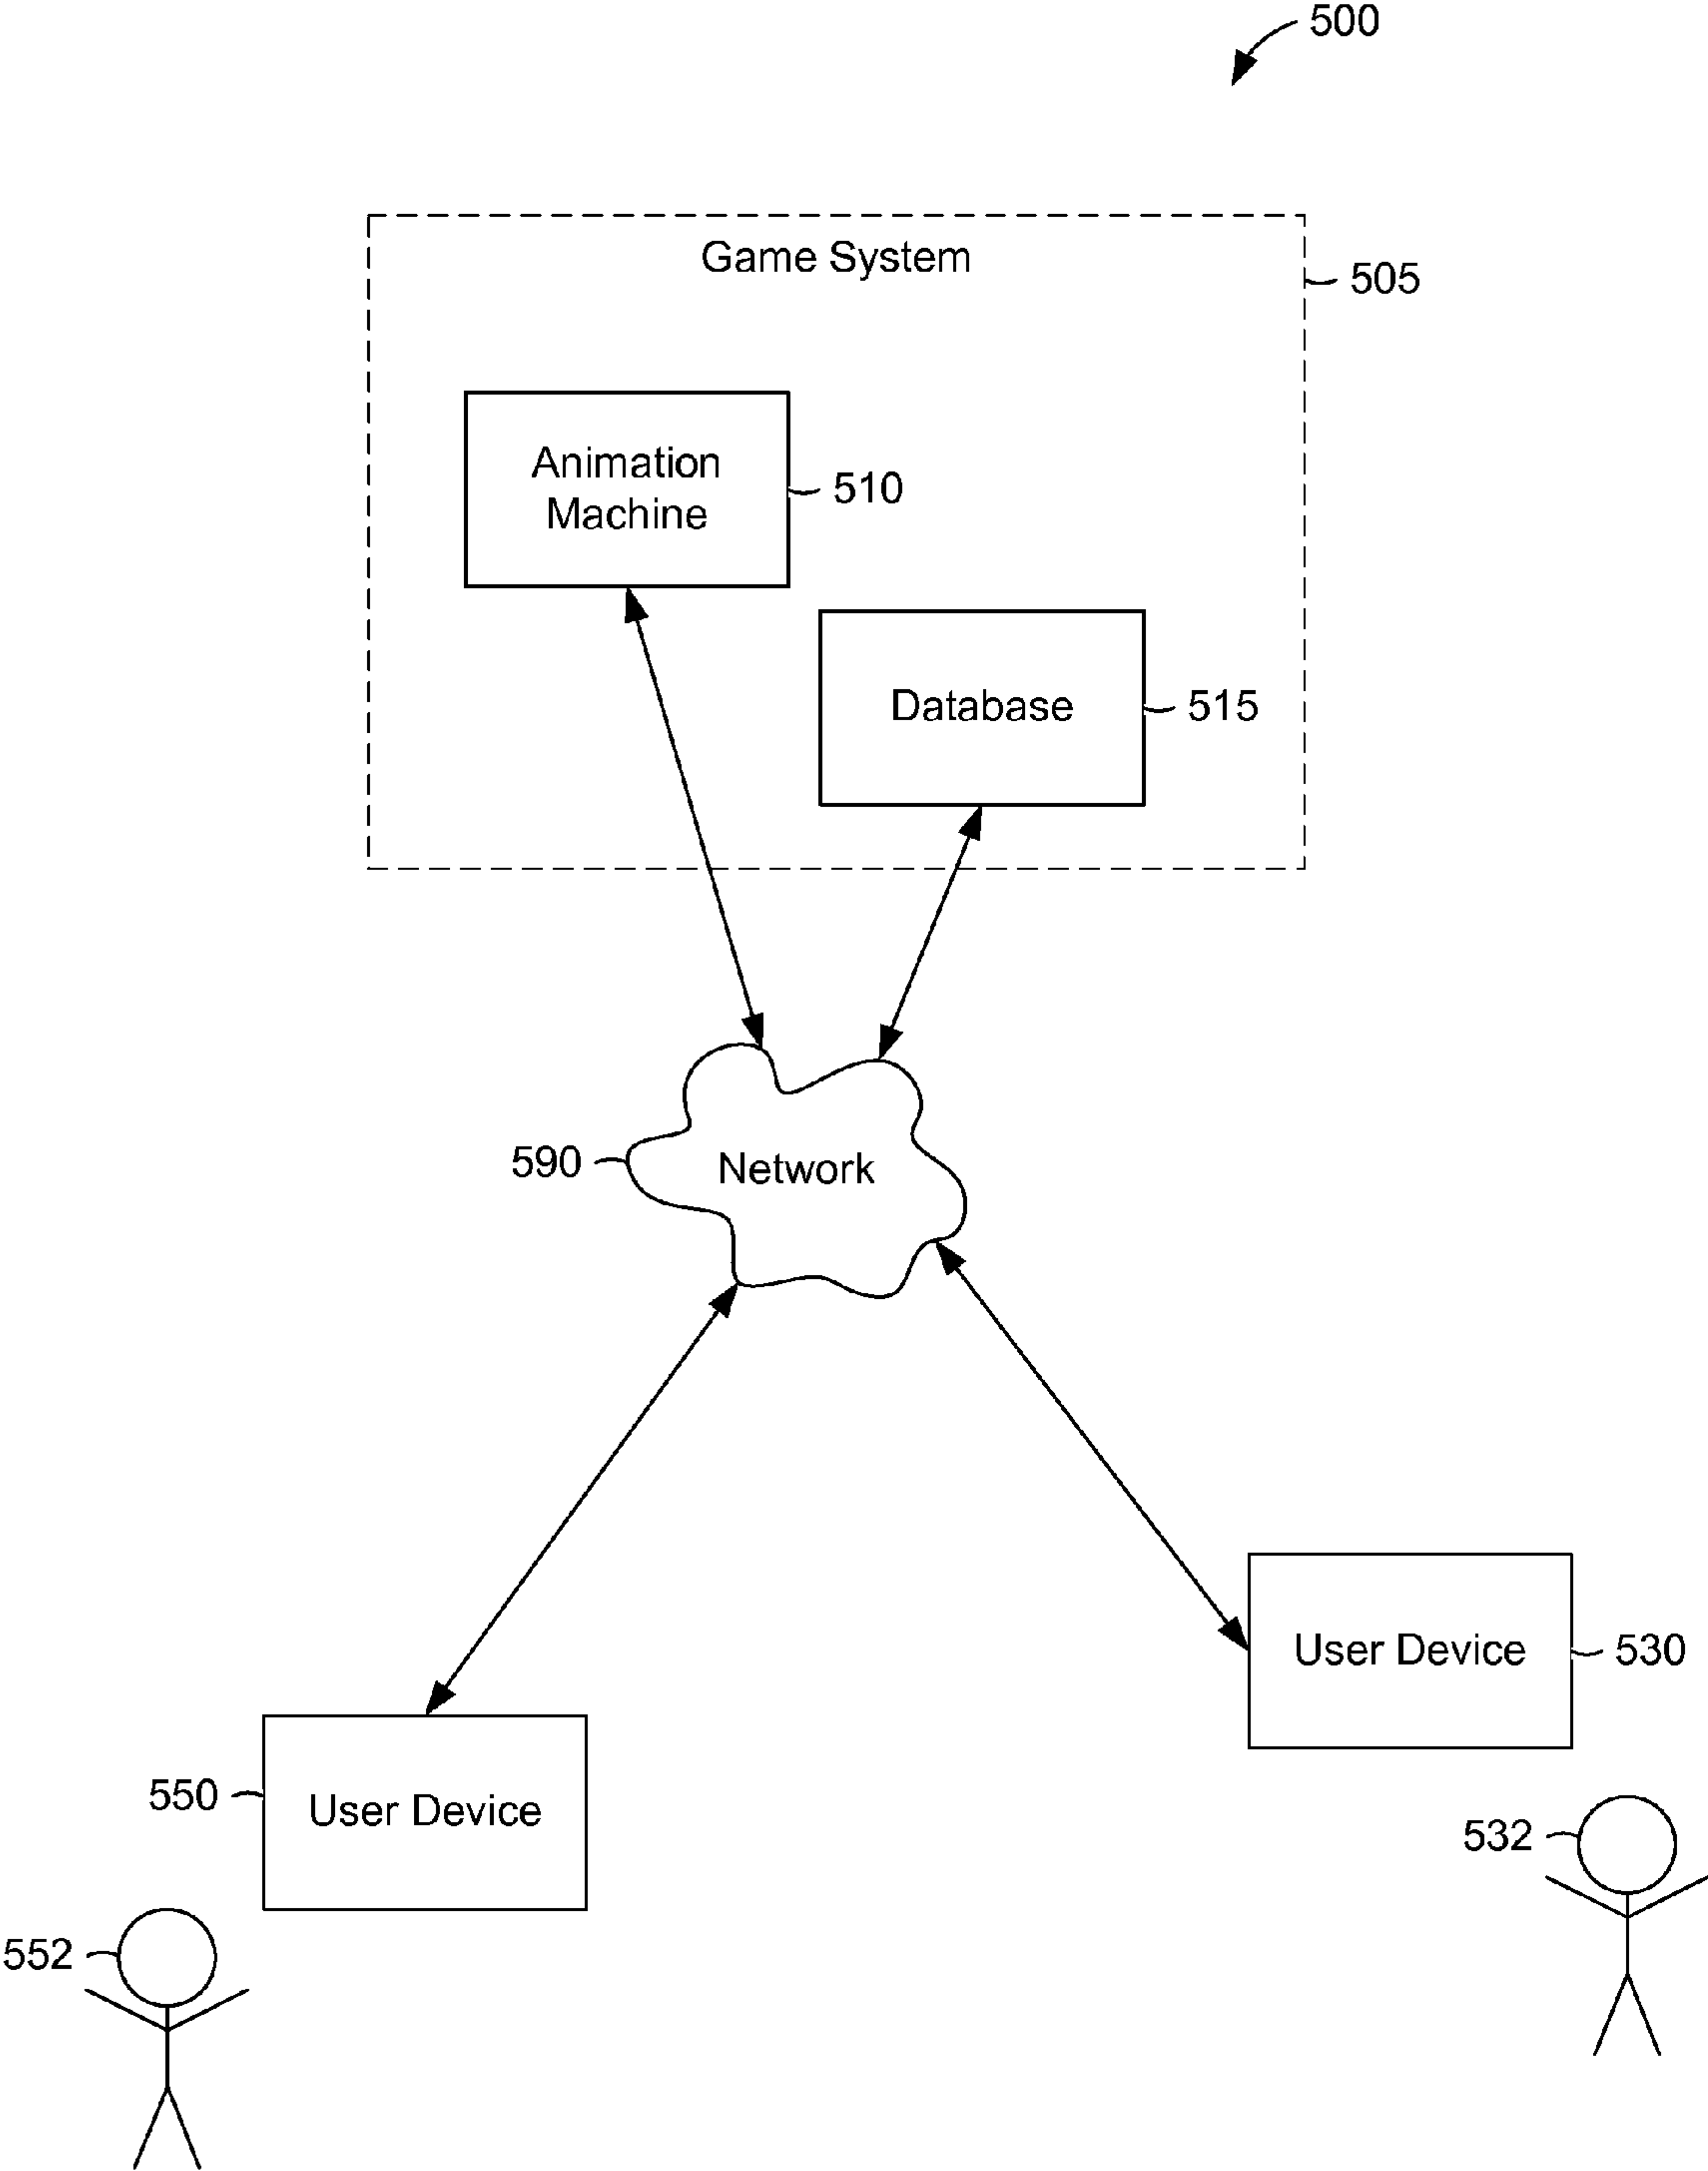 500
Game System
505
Animation
Machine
510
Database
515
590
Network
User Device
530
550
User Device
532
552